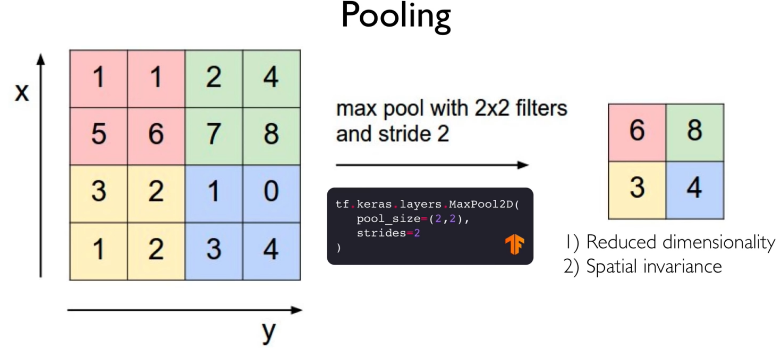 Pooling
x
1 1 2 4
5 6 7 8
3 2 1 0
1 2 3 4
y
max pool with 2x2 filters
and stride 2
tf.keras.layers.MaxPool2D(
pool_size=(2,2),
strides=2
)
6 8
3 4
1) Reduced dimensionality
2) Spatial invariance